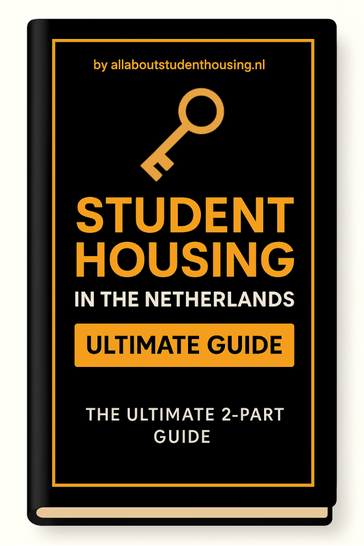 by allaboutstudenthousing.nl
STUDENT
HOUSING
IN THE NETHERLANDS
ULTIMATE GUIDE
THE ULTIMATE 2-PART
GUIDE